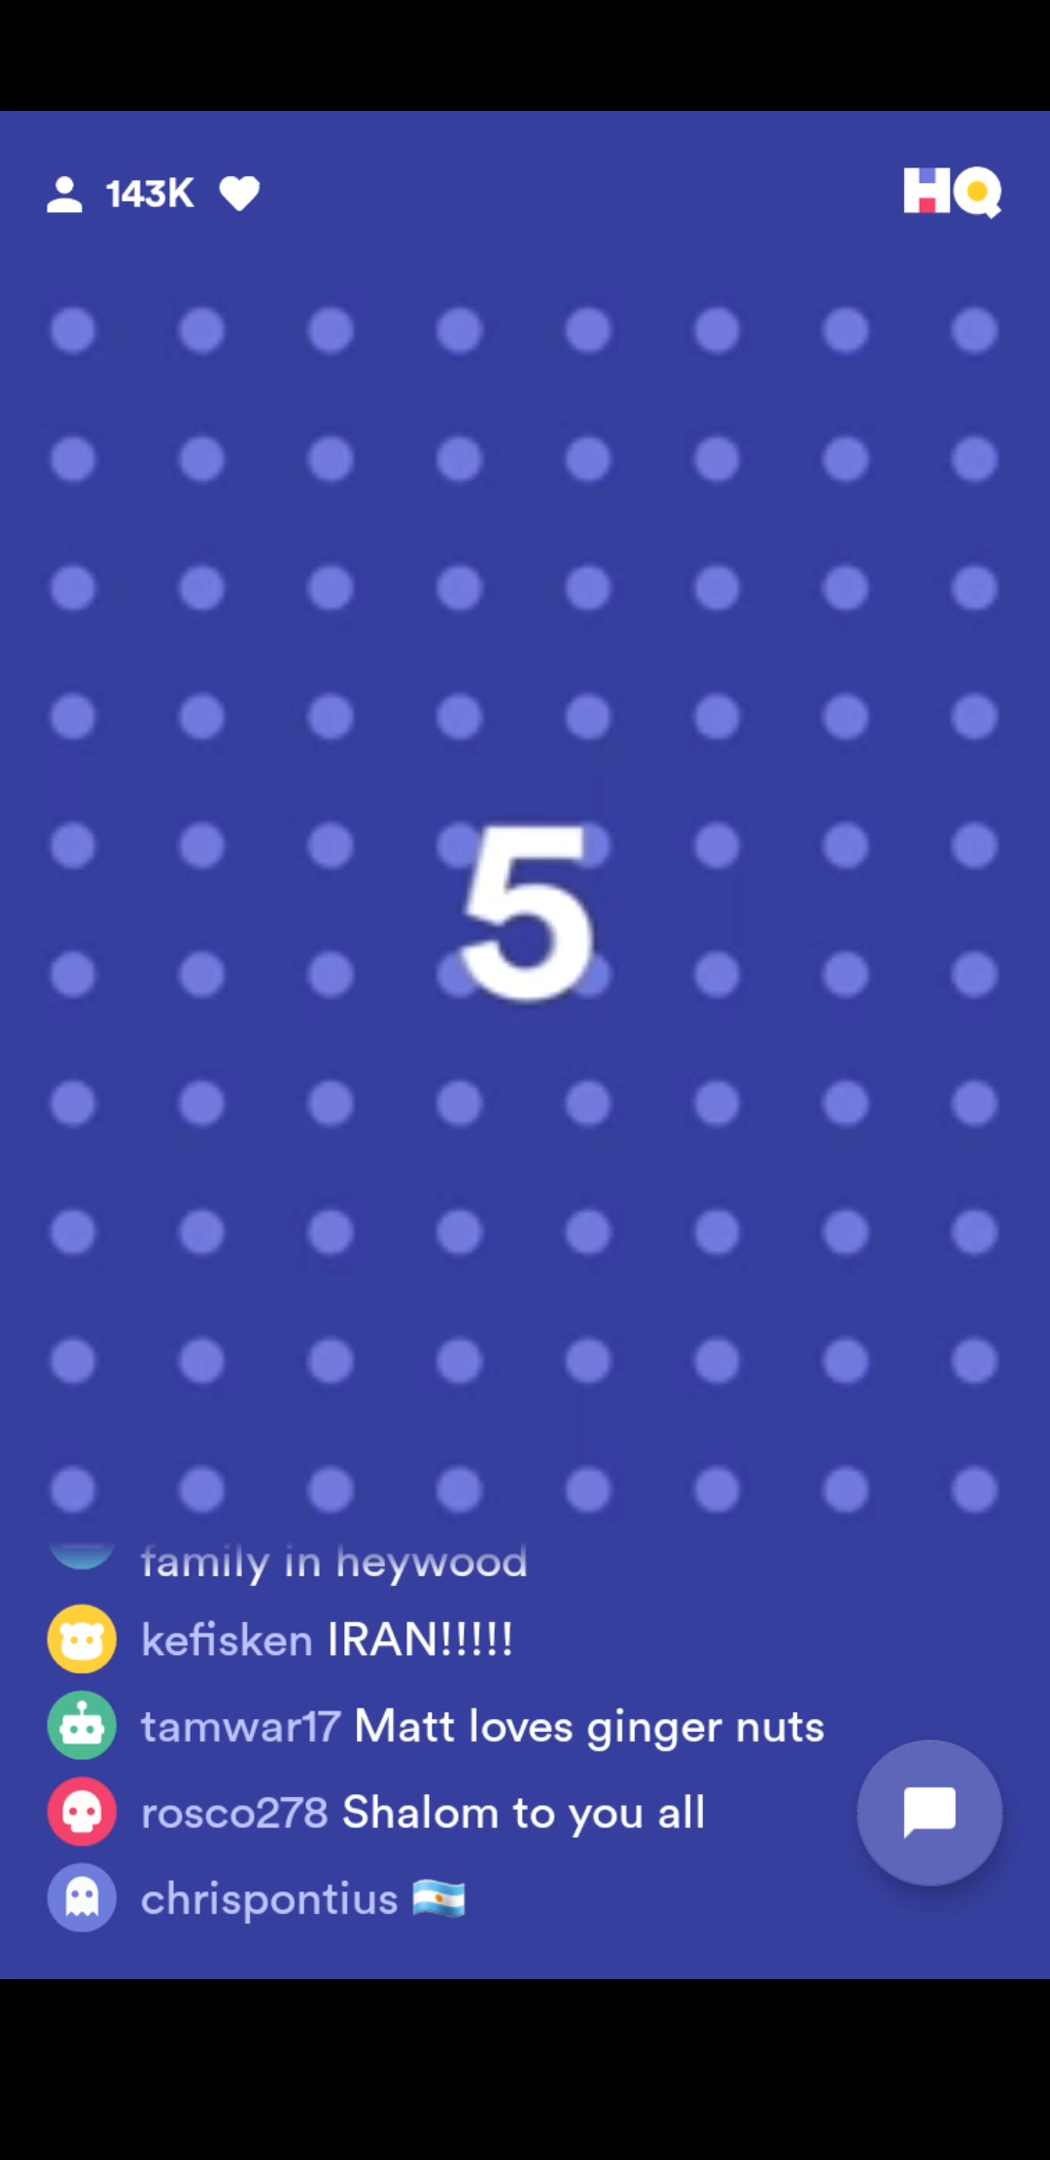 143K
HQ
5
family in heywood
kefisken IRAN!!!!!
tamwar17 Matt loves ginger nuts
rosco278 Shalom to you all
chrispontius 🇦🇷